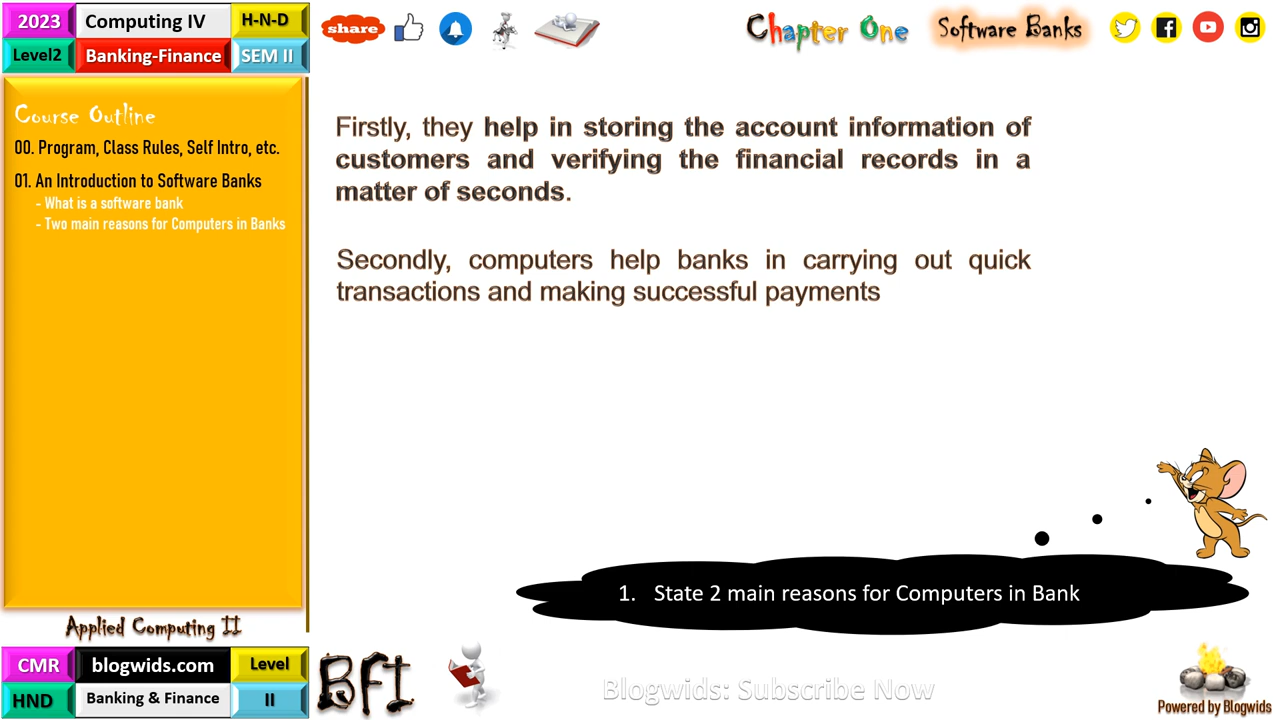 2023
Computing IV
H-N-D
Level2
Banking-Finance
SEM II
share
Chapter One
Software Banks
Course Outline
00. Program, Class Rules, Self Intro, etc.
01. An Introduction to Software Banks
- What is a software bank
- Two main reasons for Computers in Banks
Firstly, they help in storing the account information of
customers and verifying the financial records in a
matter of seconds.
Secondly, computers help banks in carrying out quick
transactions and making successful payments
1. State 2 main reasons for Computers in Bank
Applied Computing II
CMR
blogwids.com
Level
HND
Banking & Finance
II
BFI
Blogwids: Subscribe Now
Powered by Blogwids